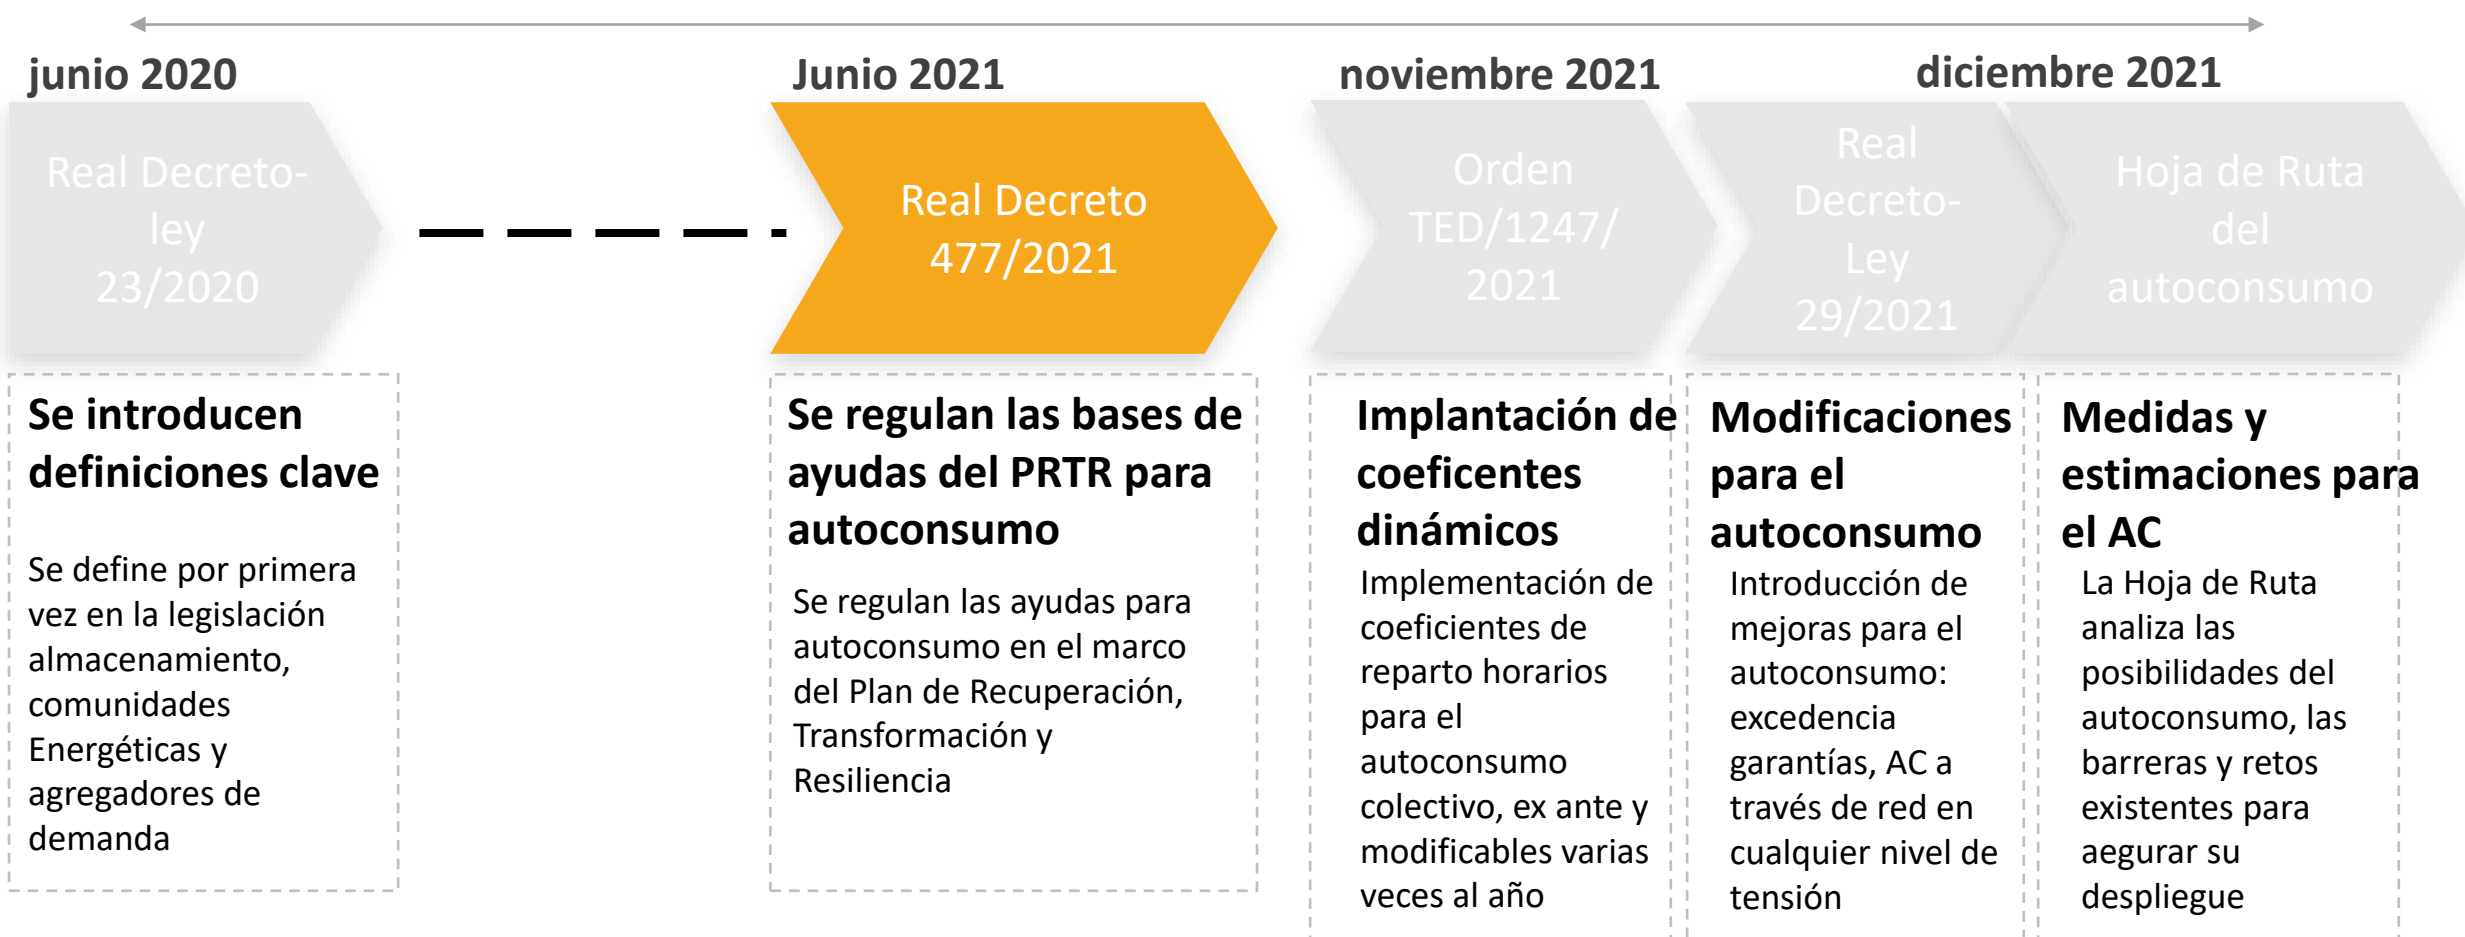 junio 2020
Real Decreto-
ley
23/2020
Se introducen
definiciones clave
Se define por primera
vez en la legislación
almacenamiento,
comunidades
Energéticas y
agregadores de
demanda
Junio 2021
Real Decreto
477/2021
Se regulan las bases de
ayudas del PRTR para
autoconsumo
Se regulan las ayudas para
autoconsumo en el marco
del Plan de Recuperación,
Transformación y
Resiliencia
noviembre 2021
Orden
TED/1247/
2021
Implantación de
coeficentes
dinámicos
Implementación de
coeficientes de
reparto horarios
para el
autoconsumo
colectivo, ex ante y
modificables varias
veces al año
diciembre 2021
Real
Decreto-
Ley
29/2021
Modificaciones
para el
autoconsumo
Introducción de
mejoras para el
autoconsumo:
excedencia
garantías, AC a
través de red en
cualquier nivel de
tensión
Hoja de Ruta
del
autoconsumo
Medidas y
estimaciones para
el AC
La Hoja de Ruta
analiza las
posibilidades del
autoconsumo, las
barreras y retos
existentes para
aegurar su
despliegue